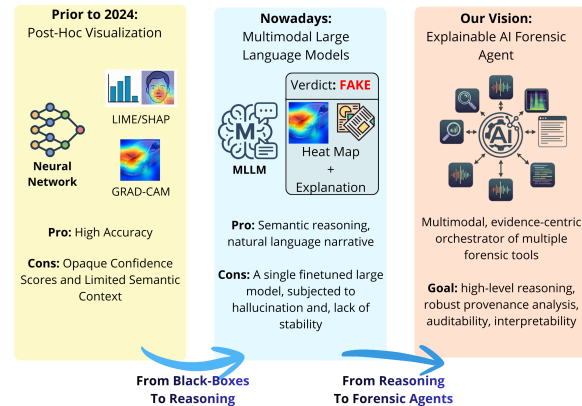 Prior to 2024:
Post-Hoc Visualization
LIME/SHAP
Neural
Network
GRAD-CAM
Pro: High Accuracy
Cons: Opaque Confidence
Scores and Limited Semantic
Context
Nowadays:
Multimodal Large
Language Models
Verdict: FAKE
M
MLLM
Heat Map
+
Explanation
Pro: Semantic reasoning,
natural language narrative
Cons: A single finetuned large
model, subjected to
hallucination and, lack of
stability
Our Vision:
Explainable AI Forensic
Agent
AI
Multimodal, evidence-centric
orchestrator of multiple
forensic tools
Goal: high-level reasoning,
robust provenance analysis,
auditability, interpretability
From Black-Boxes
To Reasoning
From Reasoning
To Forensic Agents